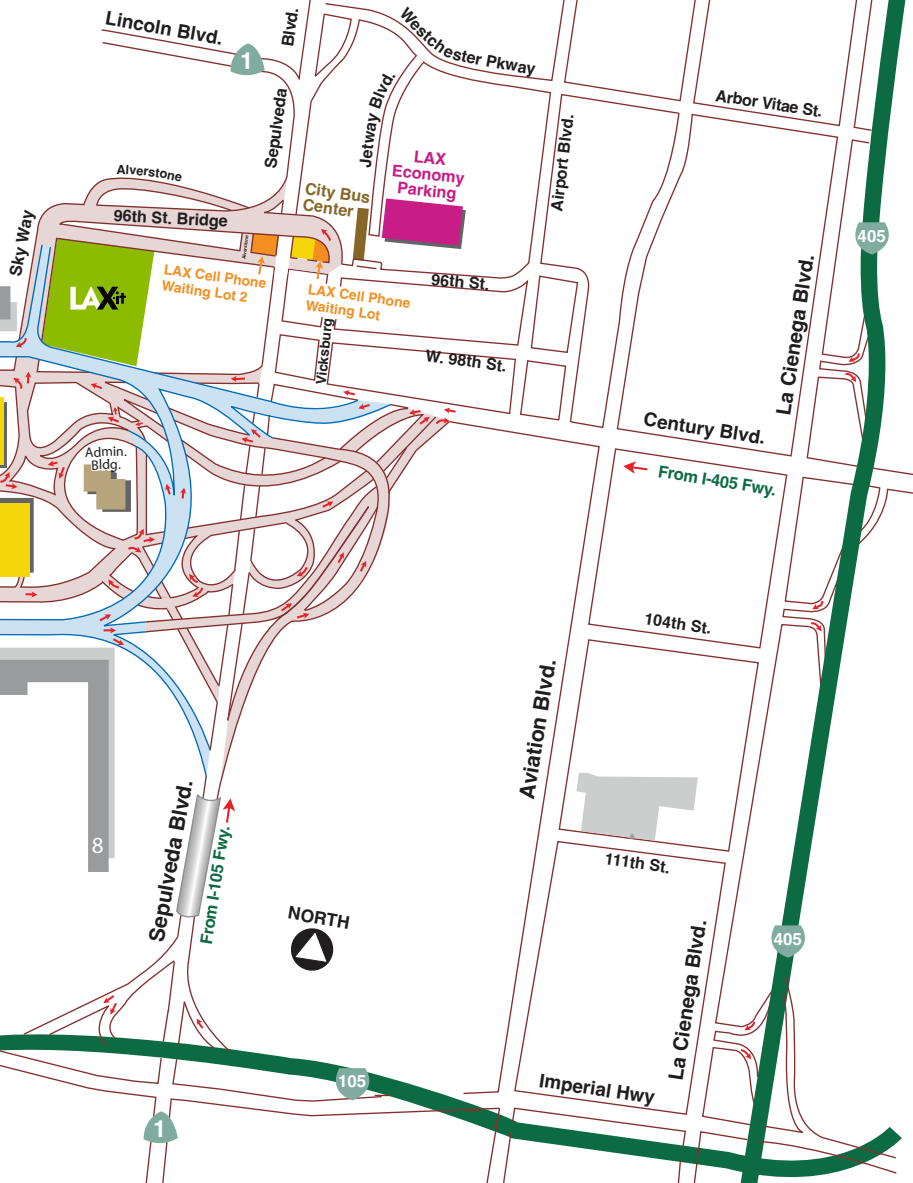 Lincoln Blvd.
1
Blvd.
Westchester Pkway
Sepulveda
Jetway Blvd.
Arbor Vitae St.
Airport Blvd.
LAX
Economy
Parking
Alverstone
City Bus
Center
96th St. Bridge
Sky Way
Alverstone
405
LAX Cell Phone
Waiting Lot 2
LAX Cell Phone
Waiting Lot
96th St.
LAX-it
Vicksburg
W. 98th St.
La Cienega Blvd.
Century Blvd.
Admin.
Bldg.
From I-405 Fwy.
104th St.
Aviation Blvd.
Sepulveda Blvd.
8
From I-105 Fwy.
111th St.
NORTH
405
La Cienega Blvd.
105
Imperial Hwy
1